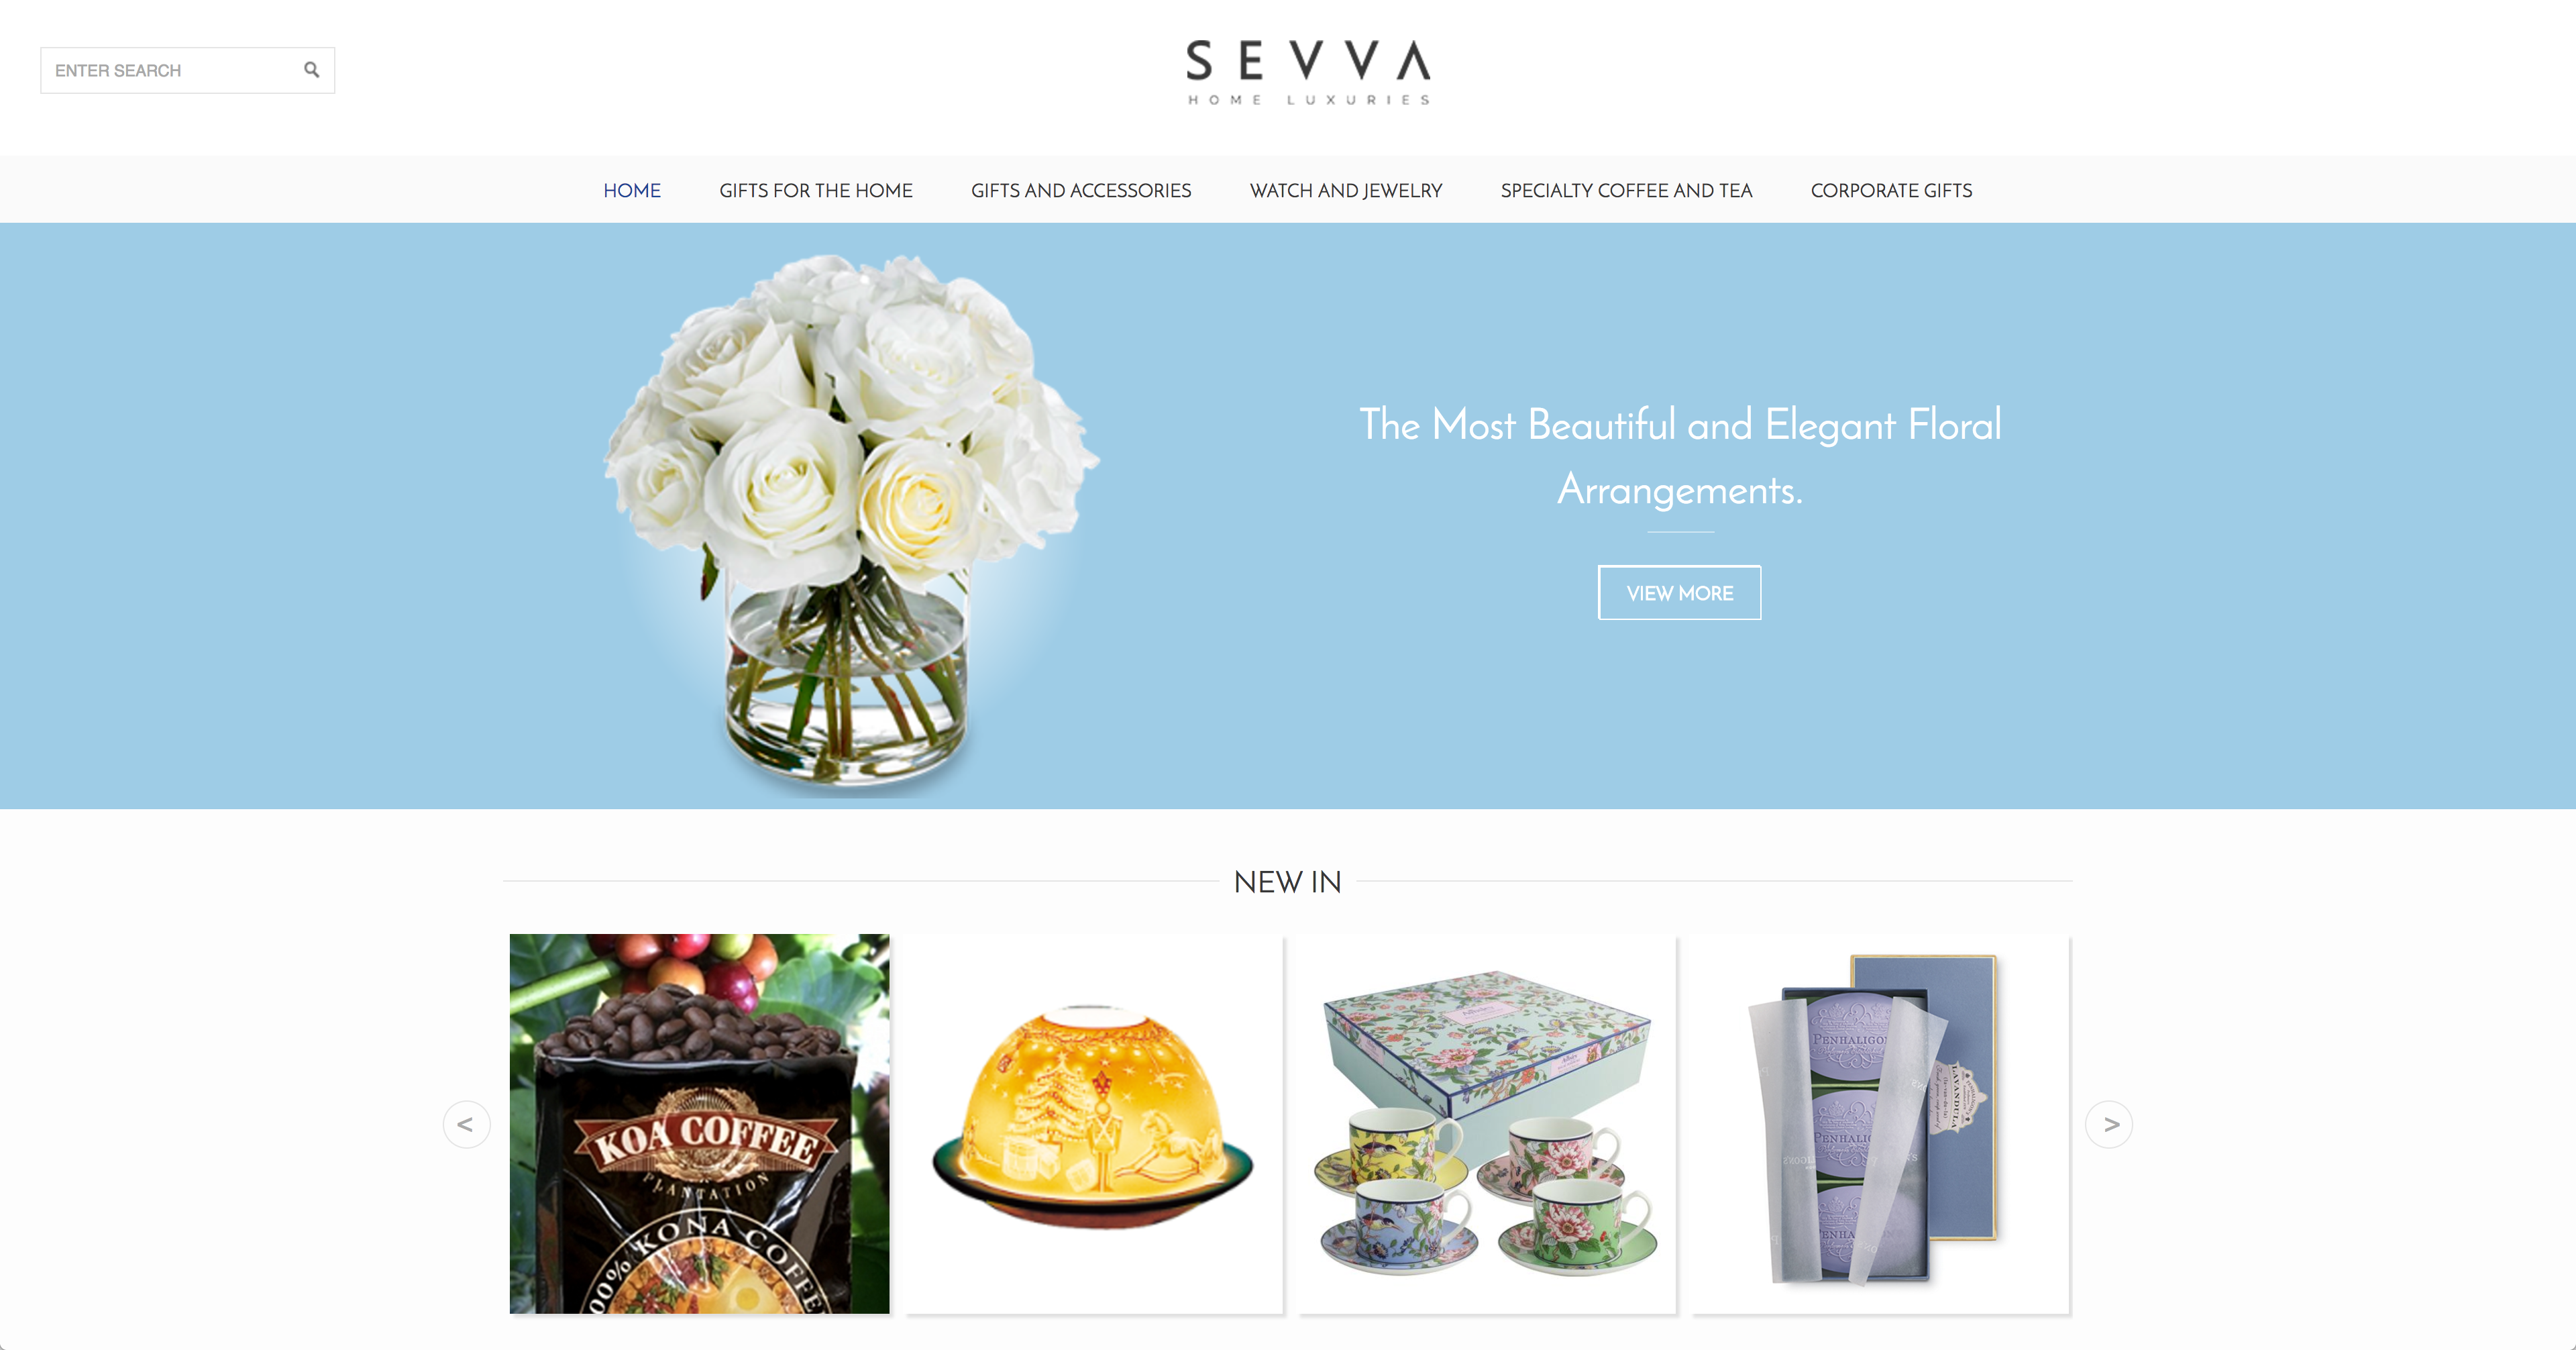 ENTER SEARCH
SEVVA
HOME LUXURIES
HOME GIFTS FOR THE HOME GIFTS AND ACCESSORIES WATCH AND JEWELRY SPECIALTY COFFEE AND TEA CORPORATE GIFTS
The Most Beautiful and Elegant Floral
Arrangements.
VIEW MORE
NEW IN
<
KOA COFFEE
PLANTATION
KONA COFFEE
PENHALIGON
LAVANDULA
>